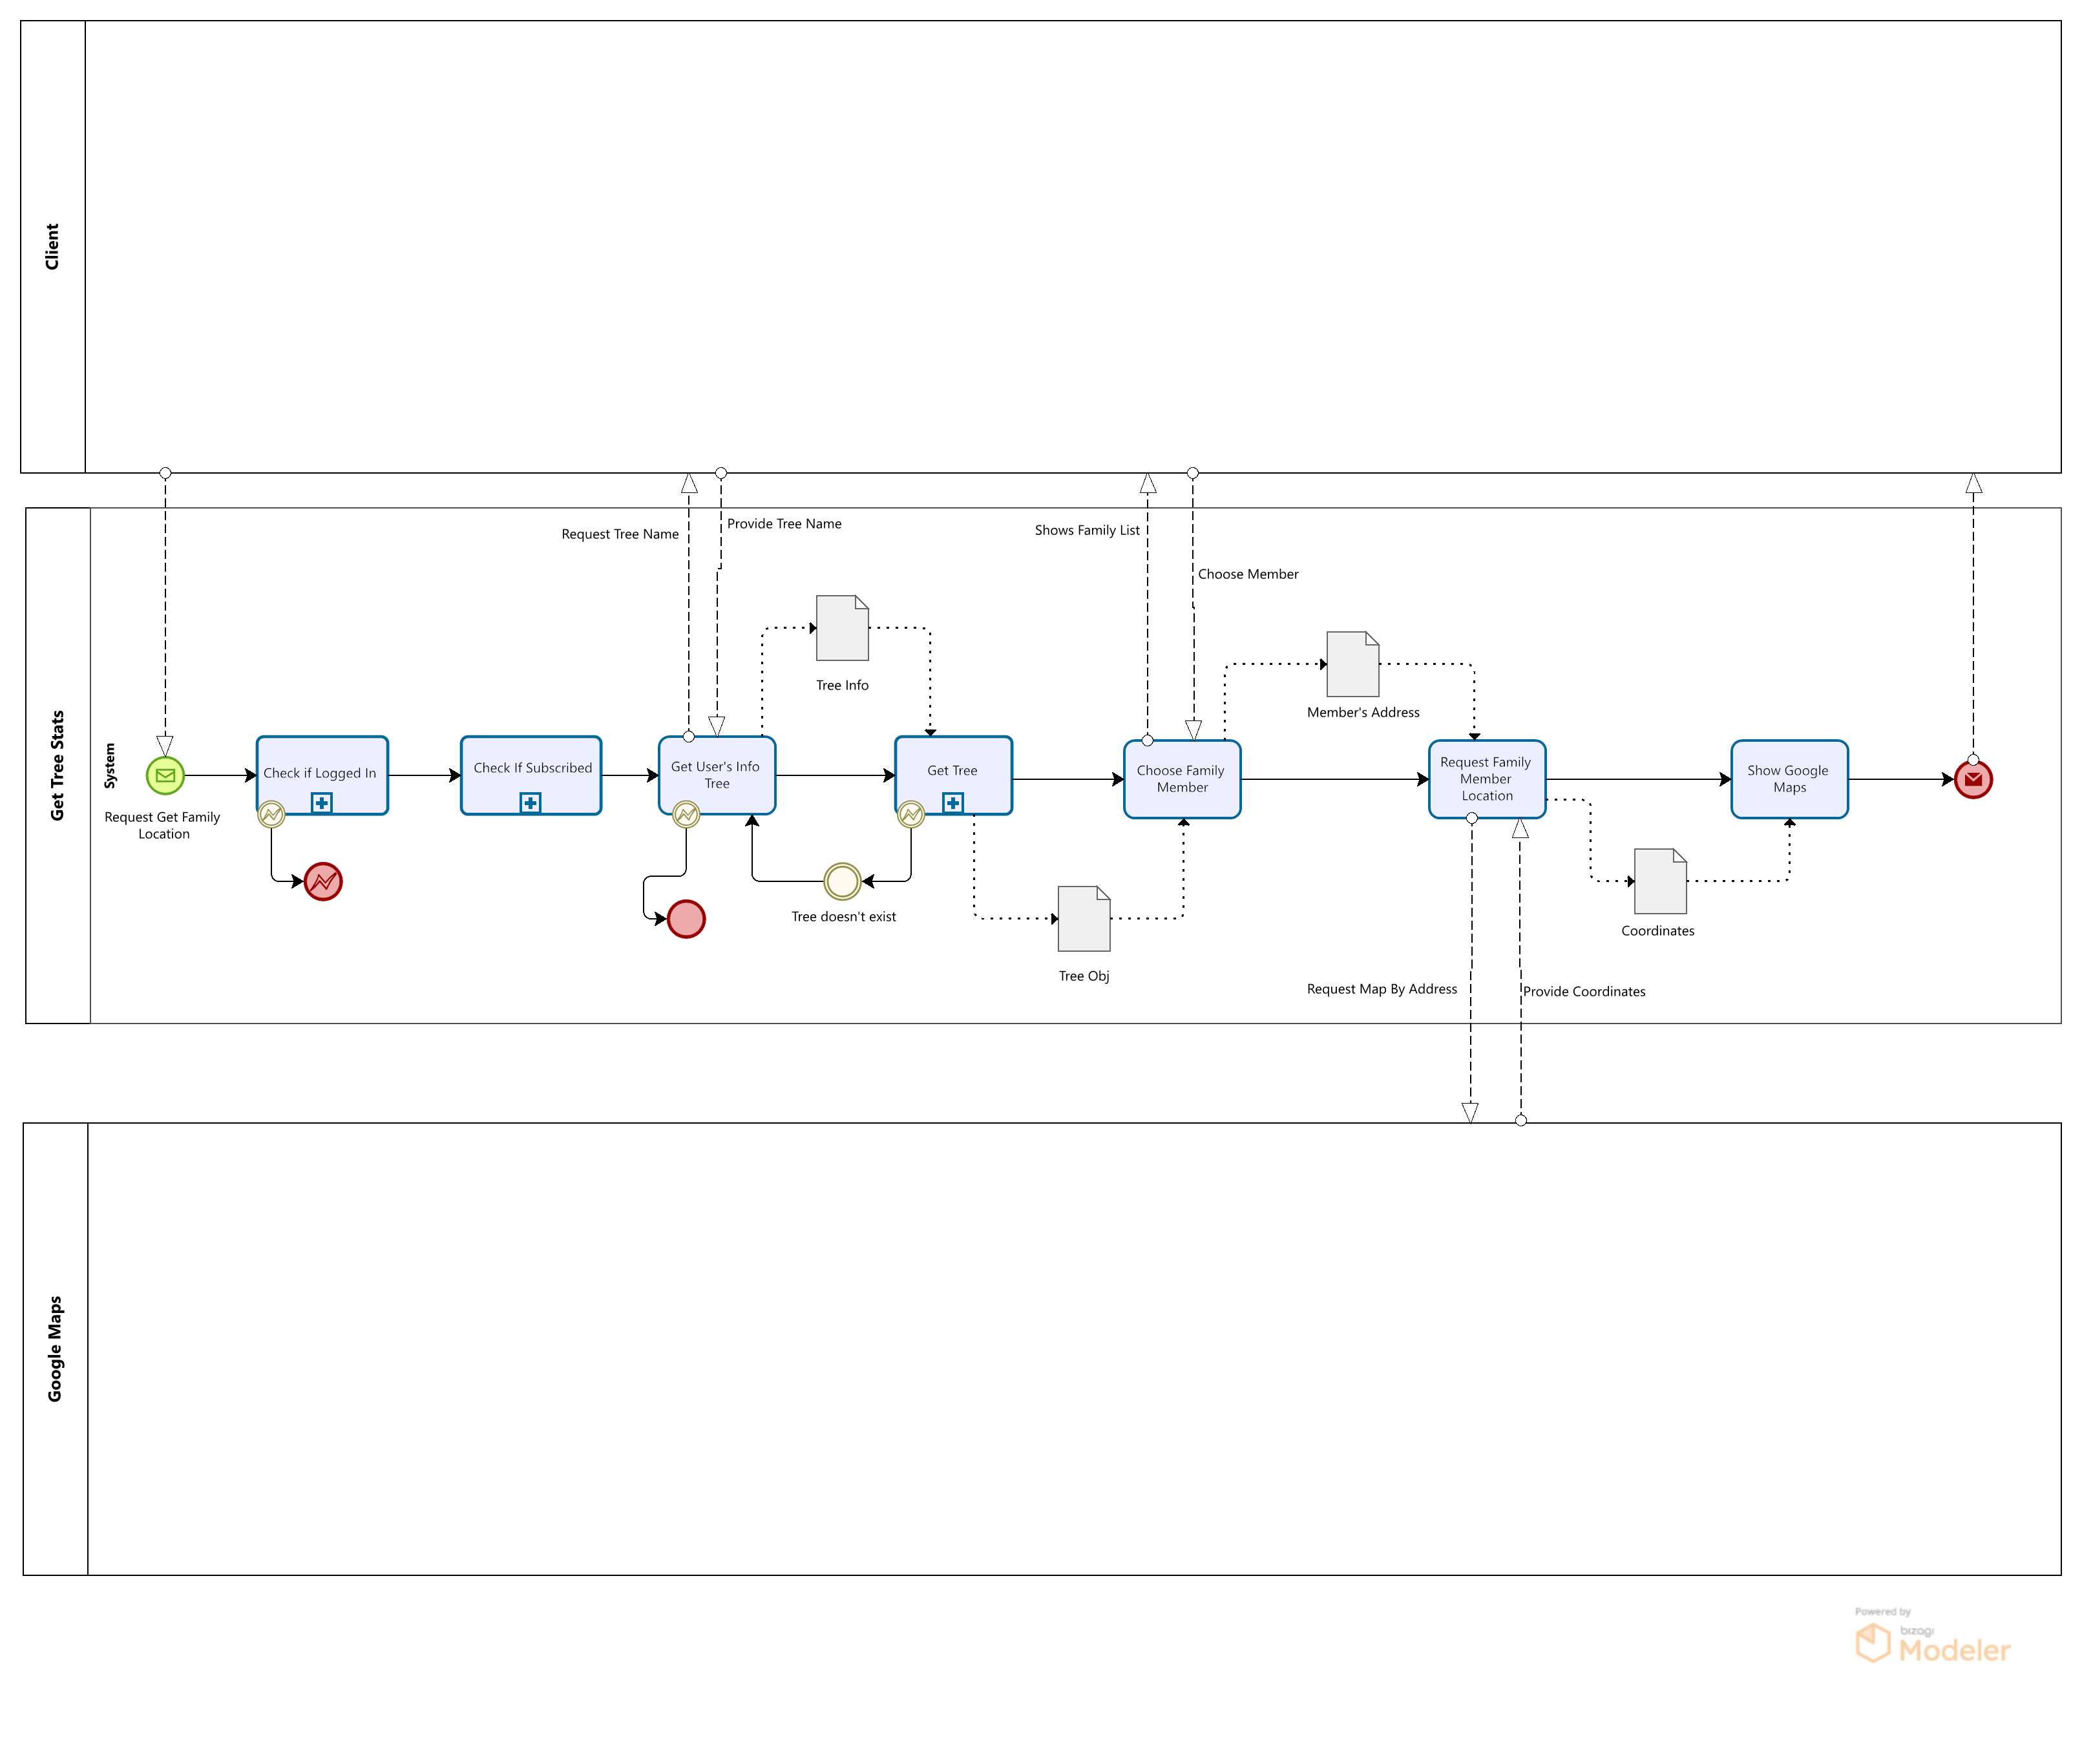 Client
Get Tree Stats
System
Request Tree Name
Provide Tree Name
Shows Family List
Choose Member
Tree Info
Member's Address
Request Get Family
Location
Check if Logged In
Check If Subscribed
Get User's Info
Tree
Get Tree
Choose Family
Member
Request Family
Member
Location
Show Google
Maps
Tree doesn't exist
Tree Obj
Coordinates
Request Map By Address
Provide Coordinates
Google Maps
Powered by
bizagi
Modeler